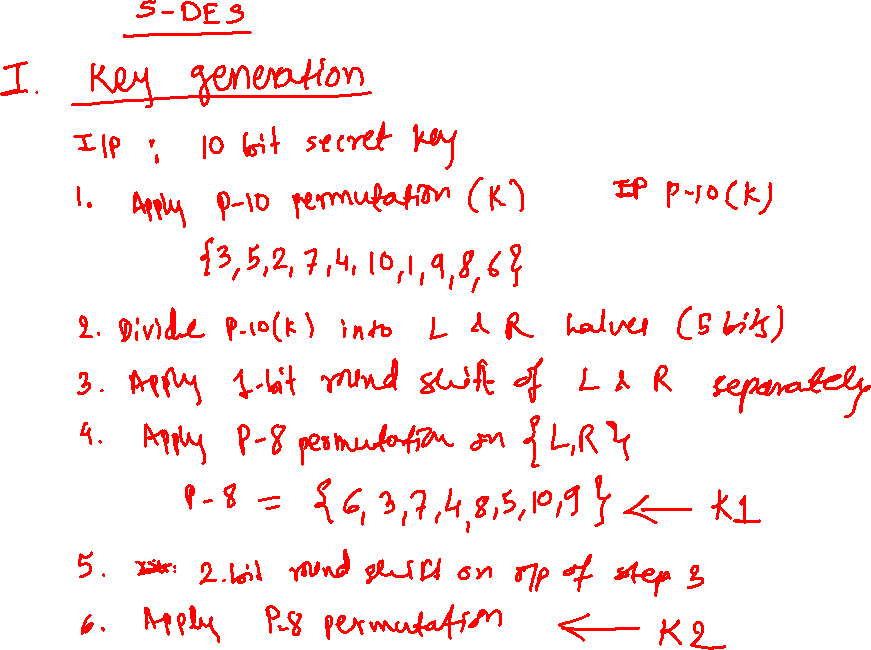 S-DES
I. Key generation
I/P : 10 bit secret key
1. Apply P-10 permutation (K) P-10(K)
{3,5,2,7,4,10,1,9,8,6}
2. Divide P-10(K) into L & R halves (5 bits)
3. Apply 1-bit round shift of L & R separately
4. Apply P-8 permutation on {L,R}
P-8 = {6,3,7,4,8,5,10,9} ← K1
5. 2-bit round shift on o/p of step 3
6. Apply P-8 permutation ← K2